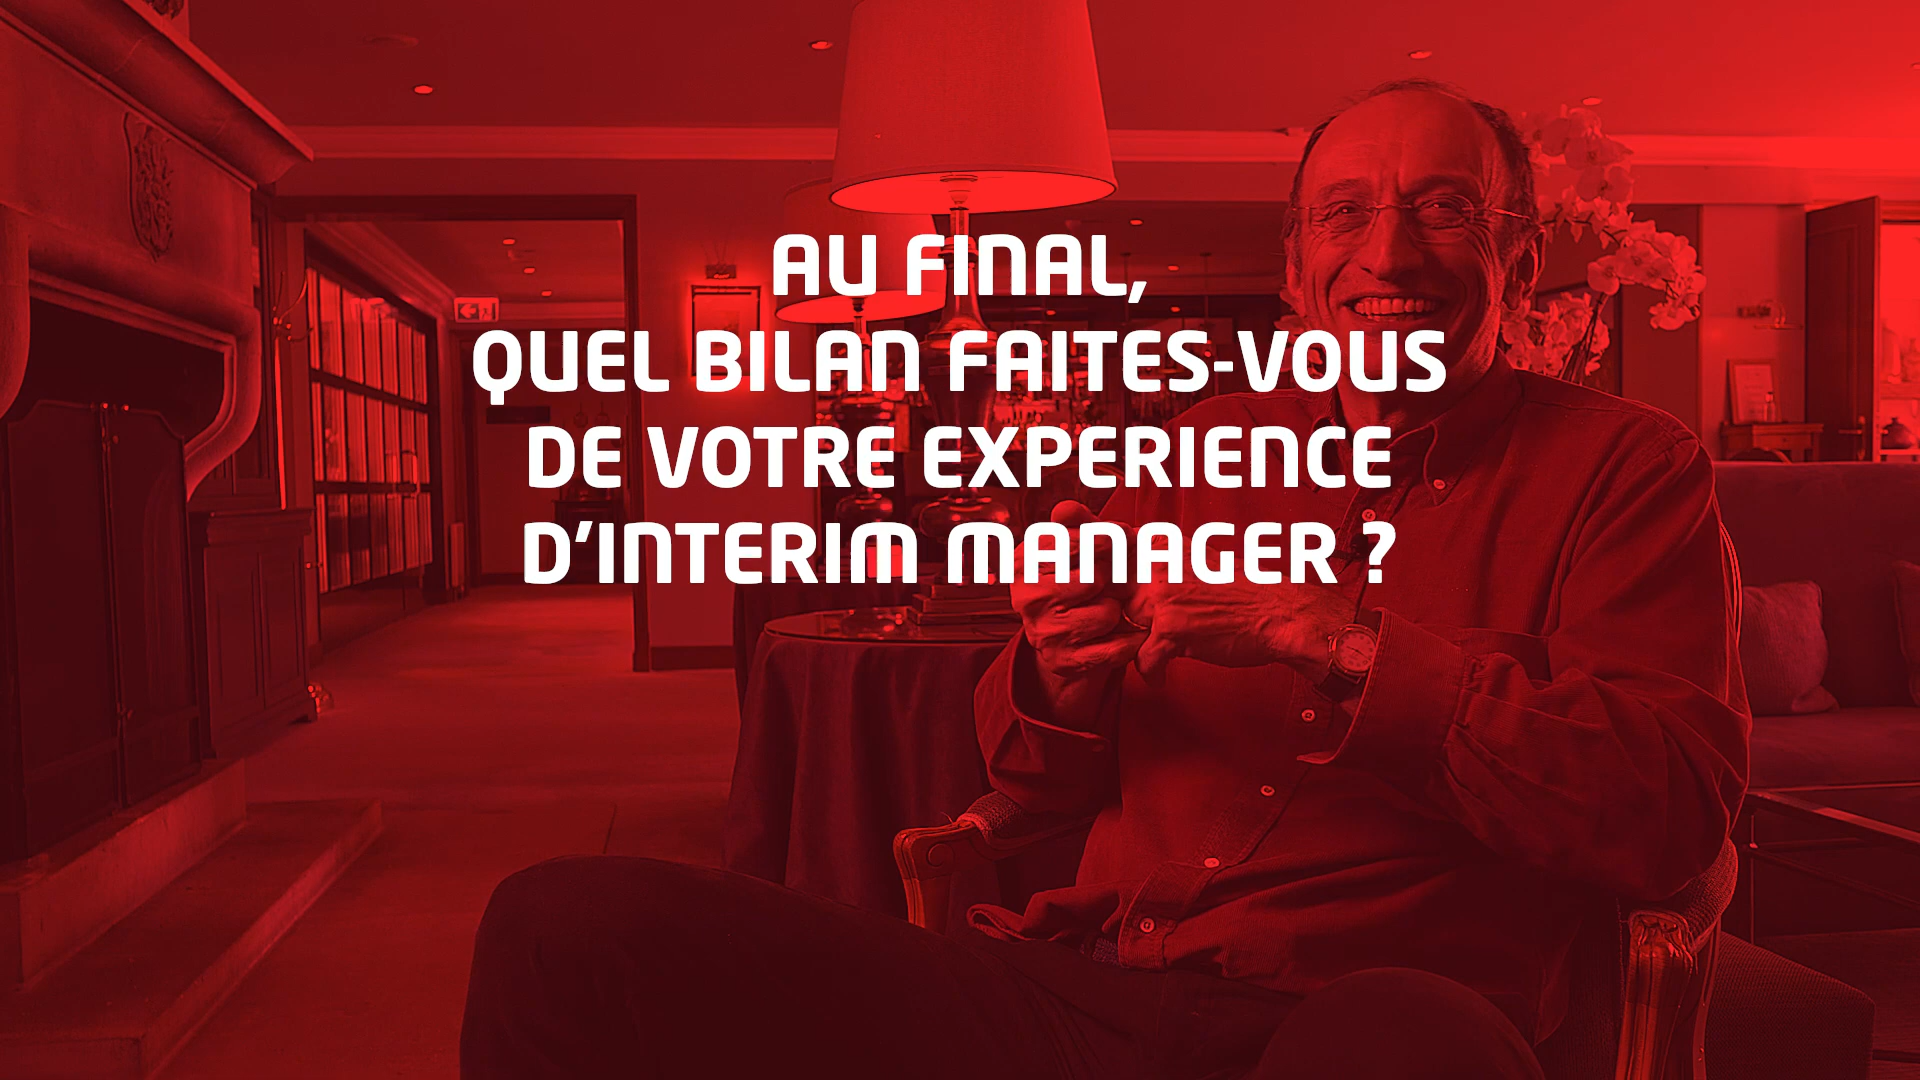 AU FINAL,
QUEL BILAN FAITES-VOUS
DE VOTRE EXPERIENCE
D’INTERIM MANAGER ?